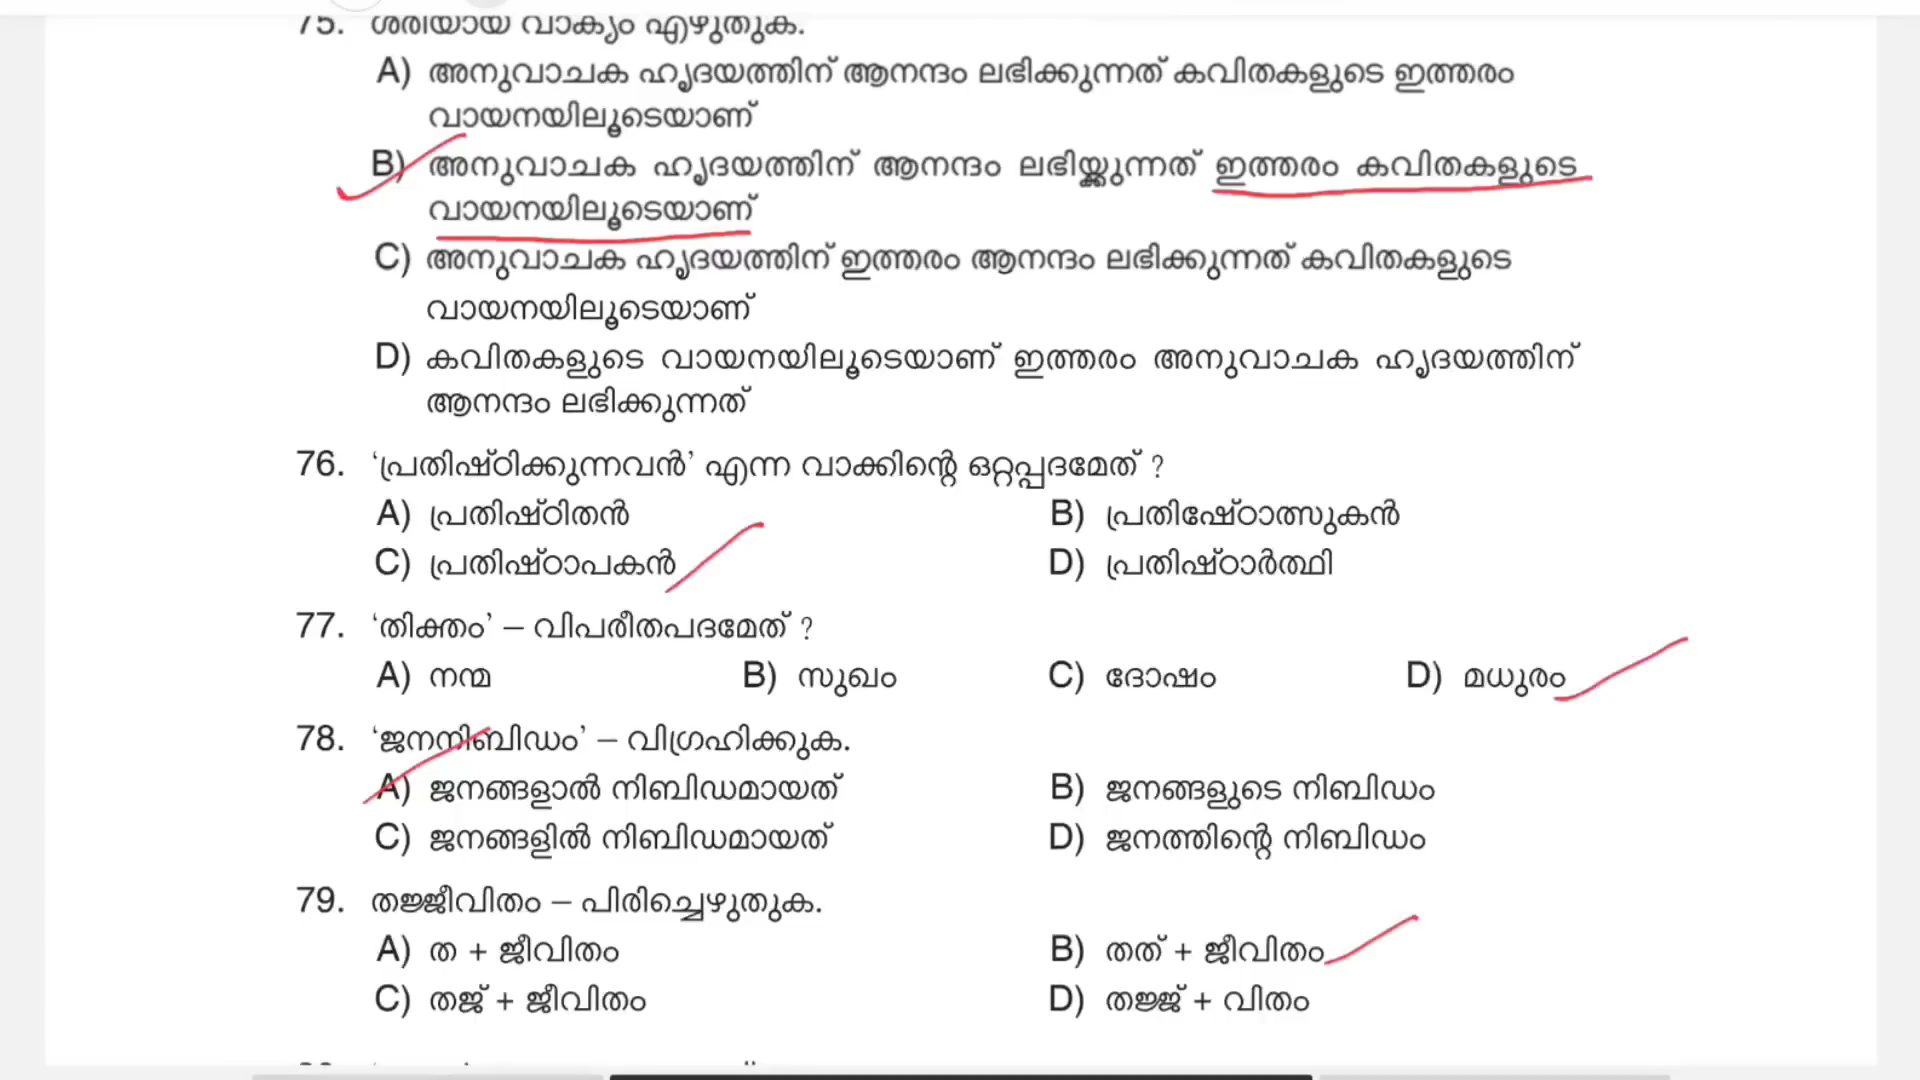 75. ശരിയായ വാക്യം എഴുതുക.
A) അനുവാചക ഹൃദയത്തിന് ആനന്ദം ലഭിക്കുന്നത് കവിതകളുടെ ഇത്തരം
വായനയിലൂടെയാണ്
B) അനുവാചക ഹൃദയത്തിന് ആനന്ദം ലഭിയ്ക്കുന്നത് ഇത്തരം കവിതകളുടെ
വായനയിലൂടെയാണ്
C) അനുവാചക ഹൃദയത്തിന് ഇത്തരം ആനന്ദം ലഭിക്കുന്നത് കവിതകളുടെ
വായനയിലൂടെയാണ്
D) കവിതകളുടെ വായനയിലൂടെയാണ് ഇത്തരം അനുവാചക ഹൃദയത്തിന്
ആനന്ദം ലഭിക്കുന്നത്
76. ‘പ്രതിഷ്ഠിക്കുന്നവൻ’ എന്ന വാക്കിന്റെ ഒറ്റപ്പദമേത് ?
A) പ്രതിഷ്ഠിതൻ B) പ്രതിഷ്ഠോത്സുകൻ
C) പ്രതിഷ്ഠാപകൻ D) പ്രതിഷ്ഠാർത്ഥി
77. ‘തിക്തം’ – വിപരീതപദമേത് ?
A) നന്മ B) സുഖം C) ദോഷം D) മധുരം
78. ‘ജനനിബിഡം’ – വിഗ്രഹിക്കുക.
A) ജനങ്ങളാൽ നിബിഡമായത് B) ജനങ്ങളുടെ നിബിഡം
C) ജനങ്ങളിൽ നിബിഡമായത് D) ജനത്തിന്റെ നിബിഡം
79. തജ്ജീവിതം – പിരിച്ചെഴുതുക.
A) ത + ജീവിതം B) തത് + ജീവിതം
C) തജ് + ജീവിതം D) തജ്ജ് + വിതം